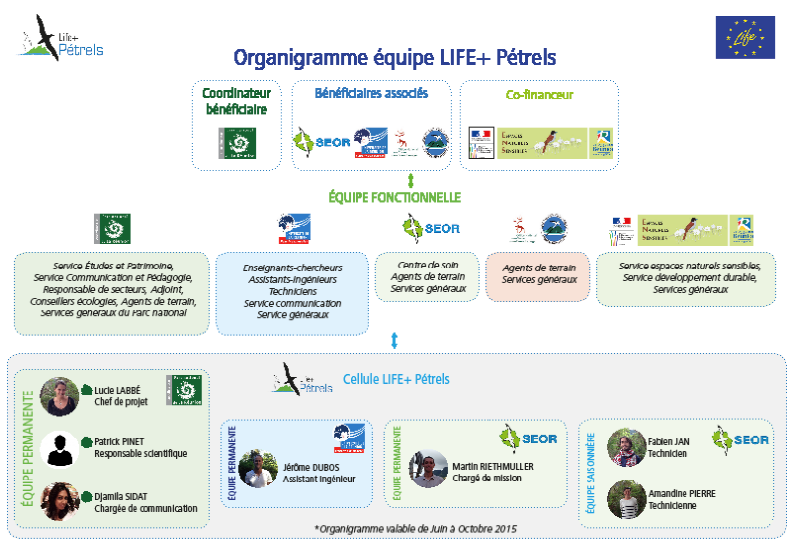 Life+
Pétrels
Life
Organigramme équipe LIFE+ Pétrels
Coordinateur
bénéficiaire
Bénéficiaires associés
Co-financeur
SEOR
ESPACES
NATURELS
SENSIBLES
ÉQUIPE FONCTIONNELLE
SEOR
ESPACES
NATURELS
SENSIBLES
Service Études et Patrimoine,
Service Communication et Pédagogie,
Responsable de secteurs, Adjoint,
Conseillers écologies, Agents de terrain,
Services généraux du Parc national
Enseignants-chercheurs
Assistants-ingénieurs
Techniciens
Service communication
Service généraux
Centre de soin
Agents de terrain
Services généraux
Agents de terrain
Services généraux
Service espaces naturels sensibles,
Service développement durable,
Services généraux
Life+
Pétrels
Cellule LIFE+ Pétrels
ÉQUIPE PERMANENTE
Lucie LABBÉ
Chef de projet
Patrick PINET
Responsable scientifique
Djamila SIDAT
Chargée de communication
ÉQUIPE PERMANENTE
Jérôme DUBOS
Assistant ingénieur
ÉQUIPE PERMANENTE
SEOR
Martin RIETHMULLER
Chargé de mission
ÉQUIPE SAISONNIÈRE
SEOR
Fabien JAN
Technicien
Amandine PIERRE
Technicienne
*Organigramme valable de Juin à Octobre 2015